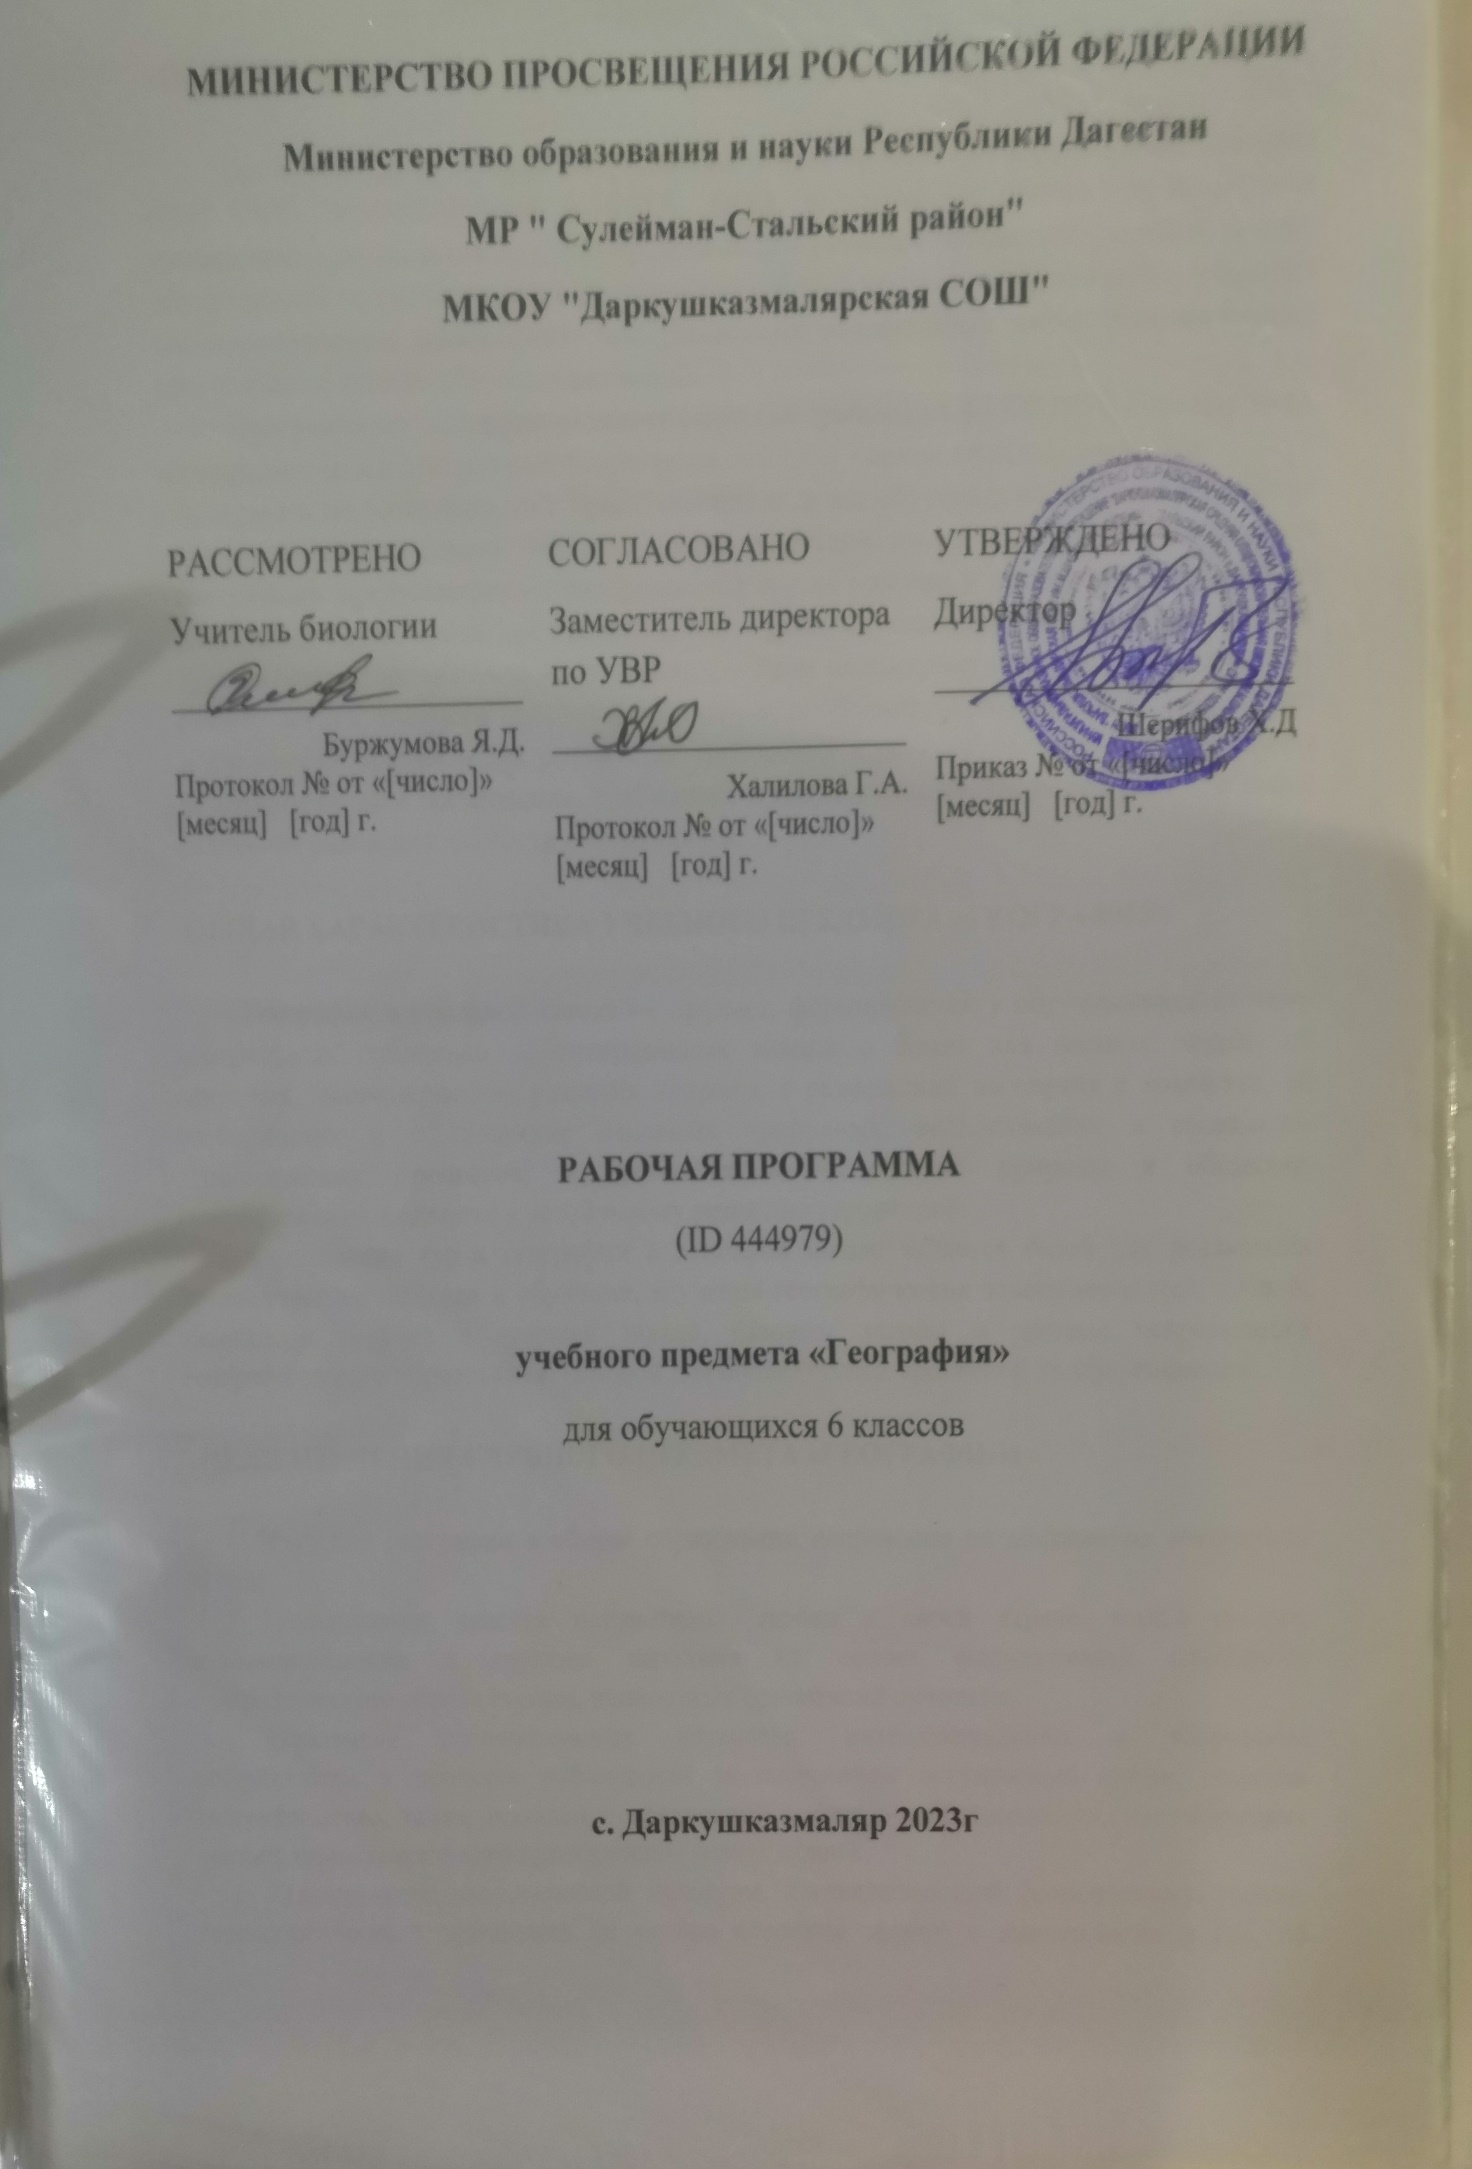 МИНИСТЕРСТВО ПРОСВЕЩЕНИЯ РОССИЙСКОЙ ФЕДЕРАЦИИ
Министерство образования и науки Республики Дагестан
МР " Сулейман-Стальский район"
МКОУ "Даркушказмалярская СОШ"
РАССМОТРЕНО
Учитель биологии
Буржумова Я.Д.
Протокол № от «[число]»
[месяц] [год] г.
СОГЛАСОВАНО
Заместитель директора
по УВР
Халилова Г.А.
Протокол № от «[число]»
[месяц] [год] г.
УТВЕРЖДЕНО
Директор
Шерифов Х.Д
Приказ № от «[число]»
[месяц] [год] г.
РАБОЧАЯ ПРОГРАММА
(ID 444979)
учебного предмета «География»
для обучающихся 6 классов
с. Даркушказмаляр 2023г